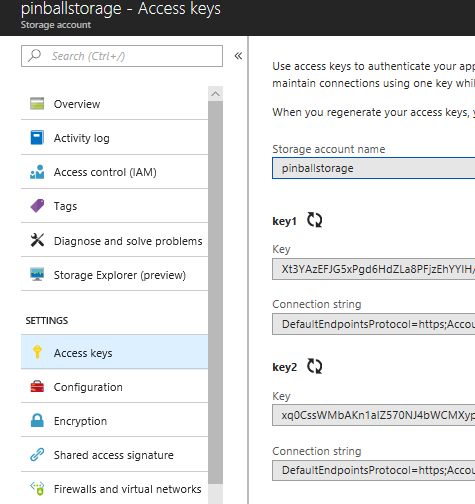 pinballstorage - Access keys
Storage account
Search (Ctrl+/)
Overview
Activity log
Access control (IAM)
Tags
Diagnose and solve problems
Storage Explorer (preview)
SETTINGS
Access keys
Configuration
Encryption
Shared access signature
Firewalls and virtual networks
Use access keys to authenticate your app
maintain connections using one key whil
When you regenerate your access keys, y
Storage account name
pinballstorage
key1
Key
Xt3YAzEFJG5xPgd6HdZLa8PFjzEhYYIH/
Connection string
DefaultEndpointsProtocol=https;Accou
key2
Key
xq0CssWMbAKn1aIZ570NJ4bWCMXyp
Connection string
DefaultEndpointsProtocol=https;Accou